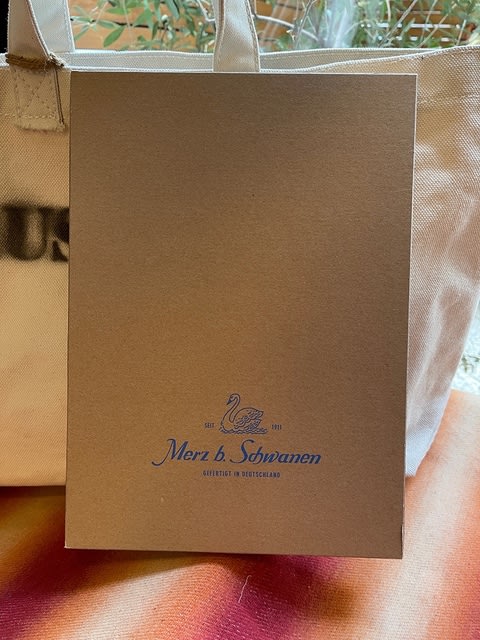 US
SEIT 1911
Merz b. Schwanen
GEFERTIGT IN DEUTSCHLAND